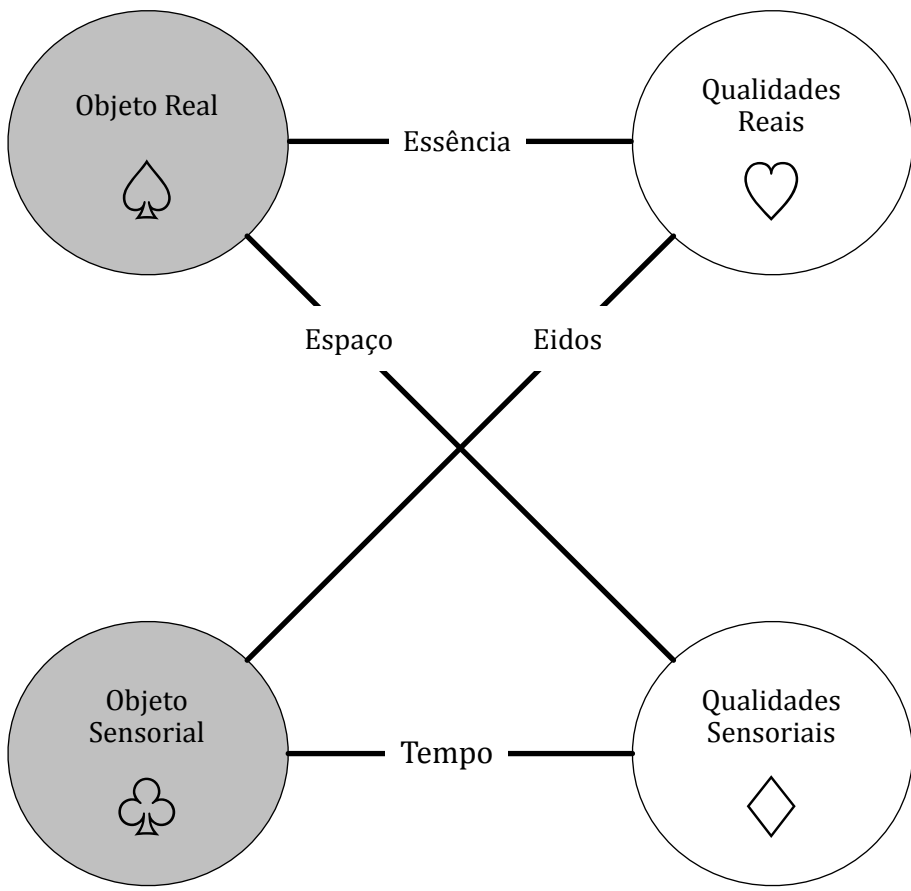 Objeto Real
Qualidades
Reais
Essência
Espaço
Eidos
Objeto
Sensorial
Qualidades
Sensoriais
Tempo